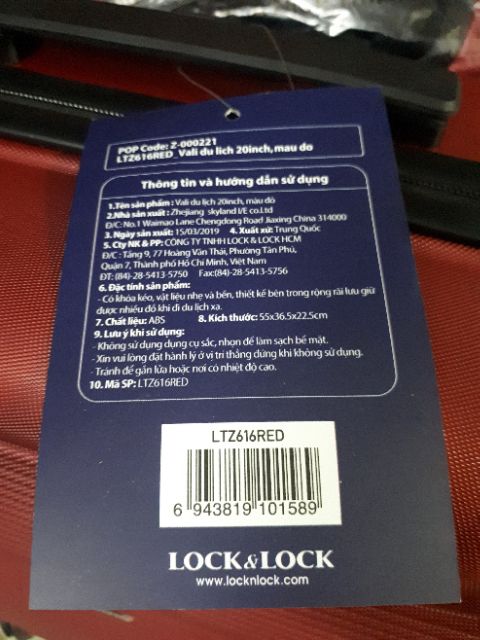 POP Code: Z-000221
LTZ616RED_Vali du lich 20inch, mau do
Thông tin và hướng dẫn sử dụng
1.Tên sản phẩm : Vali du lịch 20inch, màu đỏ
2.Nhà sản xuất : Zhejiang skyland I/E co.Ltd
Đ/C: No.1 Waimao Lane Chengdong Road Jiaxing China 314000
3. Ngày sản xuất: 15/03/2019 4. Xuất xứ: Trung Quốc
5. Cty NK & PP: CÔNG TY TNHH LOCK & LOCK HCM
Đ/C : Tầng 9, 77 Hoàng Văn Thái, Phường Tân Phú,
Quận 7, Thành phố Hồ Chí Minh, Việt Nam
ĐT: (84)-28-5413-5750 Fax:(84)-28-5413-5756
6. Đặc tính sản phẩm:
- Có khóa kéo, vật liệu nhẹ và bền, thiết kế bên trong rộng rãi lưu giữ
được nhiều đồ khi đi du lịch xa.
7. Chất liệu: ABS 8. Kích thước: 55x36.5x22.5cm
9. Lưu ý khi sử dụng:
- Không sử dụng dụng cụ sắc, nhọn để làm sạch bề mặt.
- Xin vui lòng đặt hành lý ở vị trí thẳng đứng khi không sử dụng.
- Tránh để gần lửa hoặc nơi có nhiệt độ cao.
10. Mã SP: LTZ616RED
LTZ616RED
6 943819 101589
LOCK&LOCK
www.locknlock.com